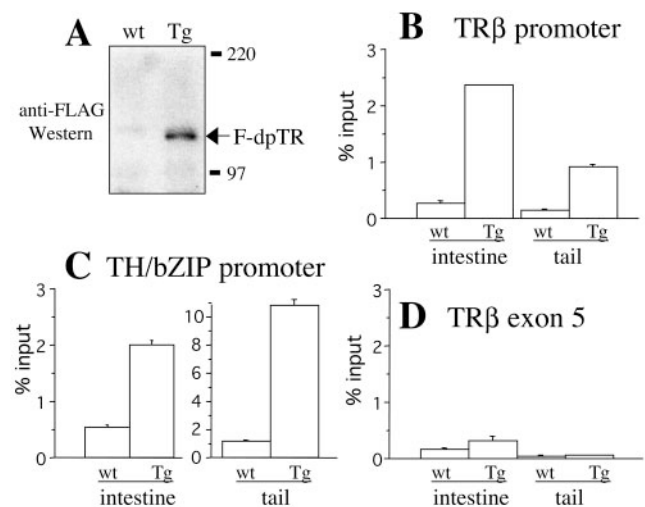 A
wt Tg
220
anti-FLAG
Western
F-dpTR
97
B TRβ promoter
% input
3
2
1
0
wt Tg wt Tg
intestine tail
C TH/bZIP promoter
% input
3
2
1
0
wt Tg
intestine
10
8
6
4
2
0
wt Tg
tail
D TRβ exon 5
% input
3
2
1
0
wt Tg wt Tg
intestine tail